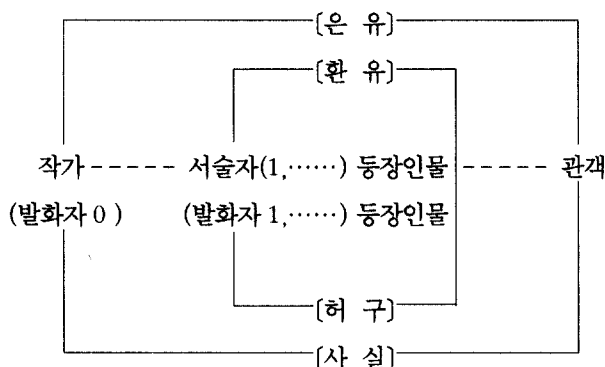 〔은 유〕
〔환 유〕
작가 ----- 서술자(1,……) 등장인물 ----- 관객
(발화자 0 ) (발화자 1,……) 등장인물
〔허 구〕
〔사 실〕